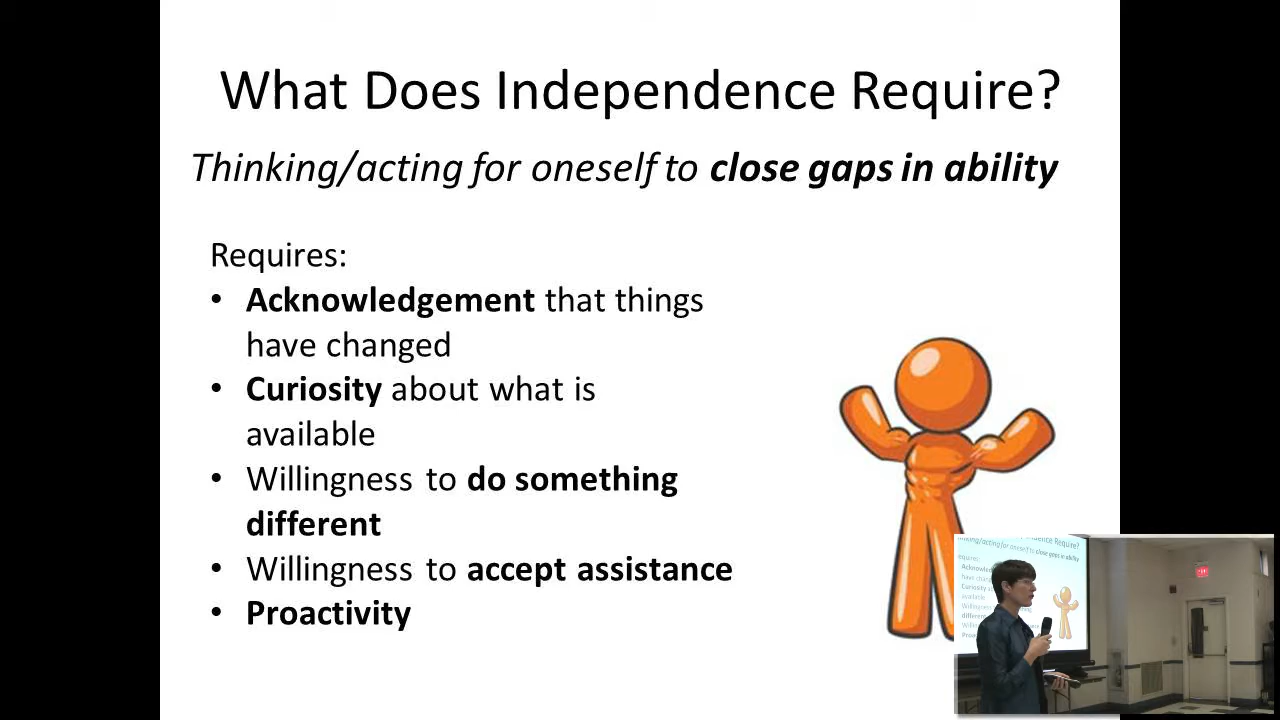 What Does Independence Require?
Thinking/acting for oneself to close gaps in ability
Requires:
• Acknowledgement that things
have changed
• Curiosity about what is
available
• Willingness to do something
different
• Willingness to accept assistance
• Proactivity